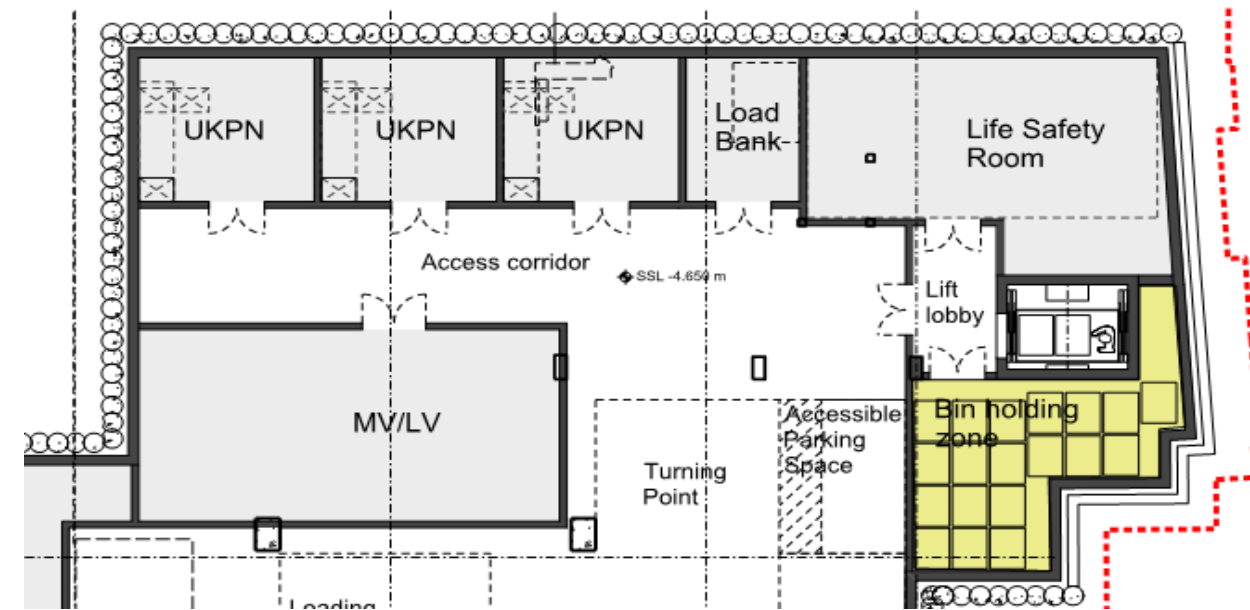 UKPN
UKPN
UKPN
Load
Bank
Life Safety
Room
Access corridor
SSL -4.650 m
Lift
lobby
MV/LV
Accessible
Parking
Space
Bin holding
zone
Turning
Point
Loading